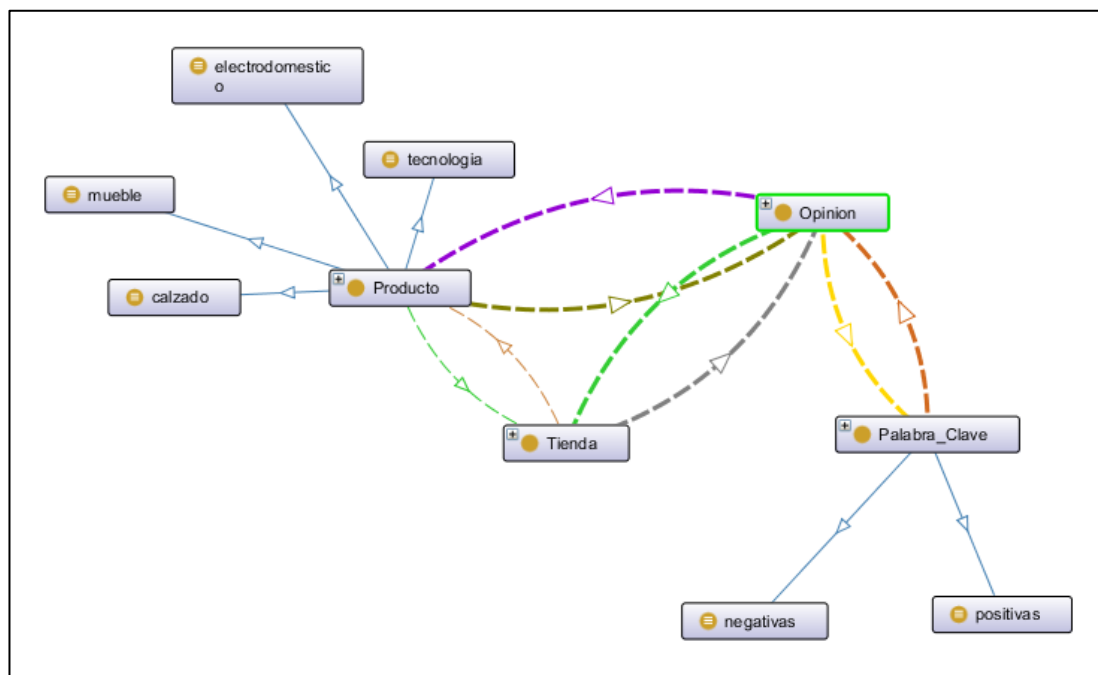 electrodomestic
o
tecnologia
mueble
Opinion
calzado
Producto
Tienda
Palabra_Clave
negativas
positivas